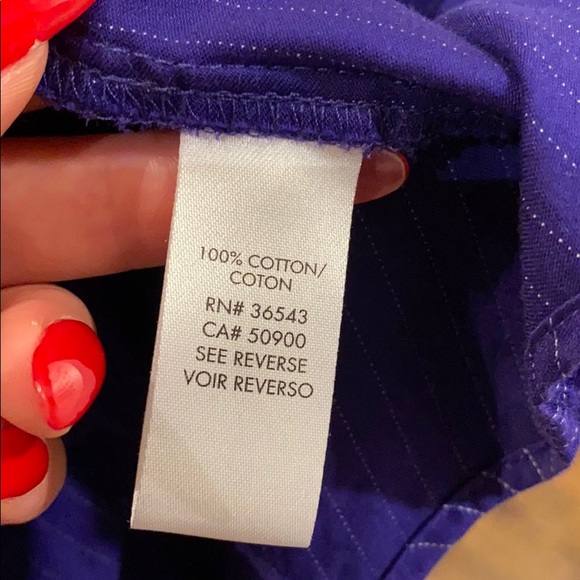 100% COTTON/
COTON
RN# 36543
CA# 50900
SEE REVERSE
VOIR REVERSO